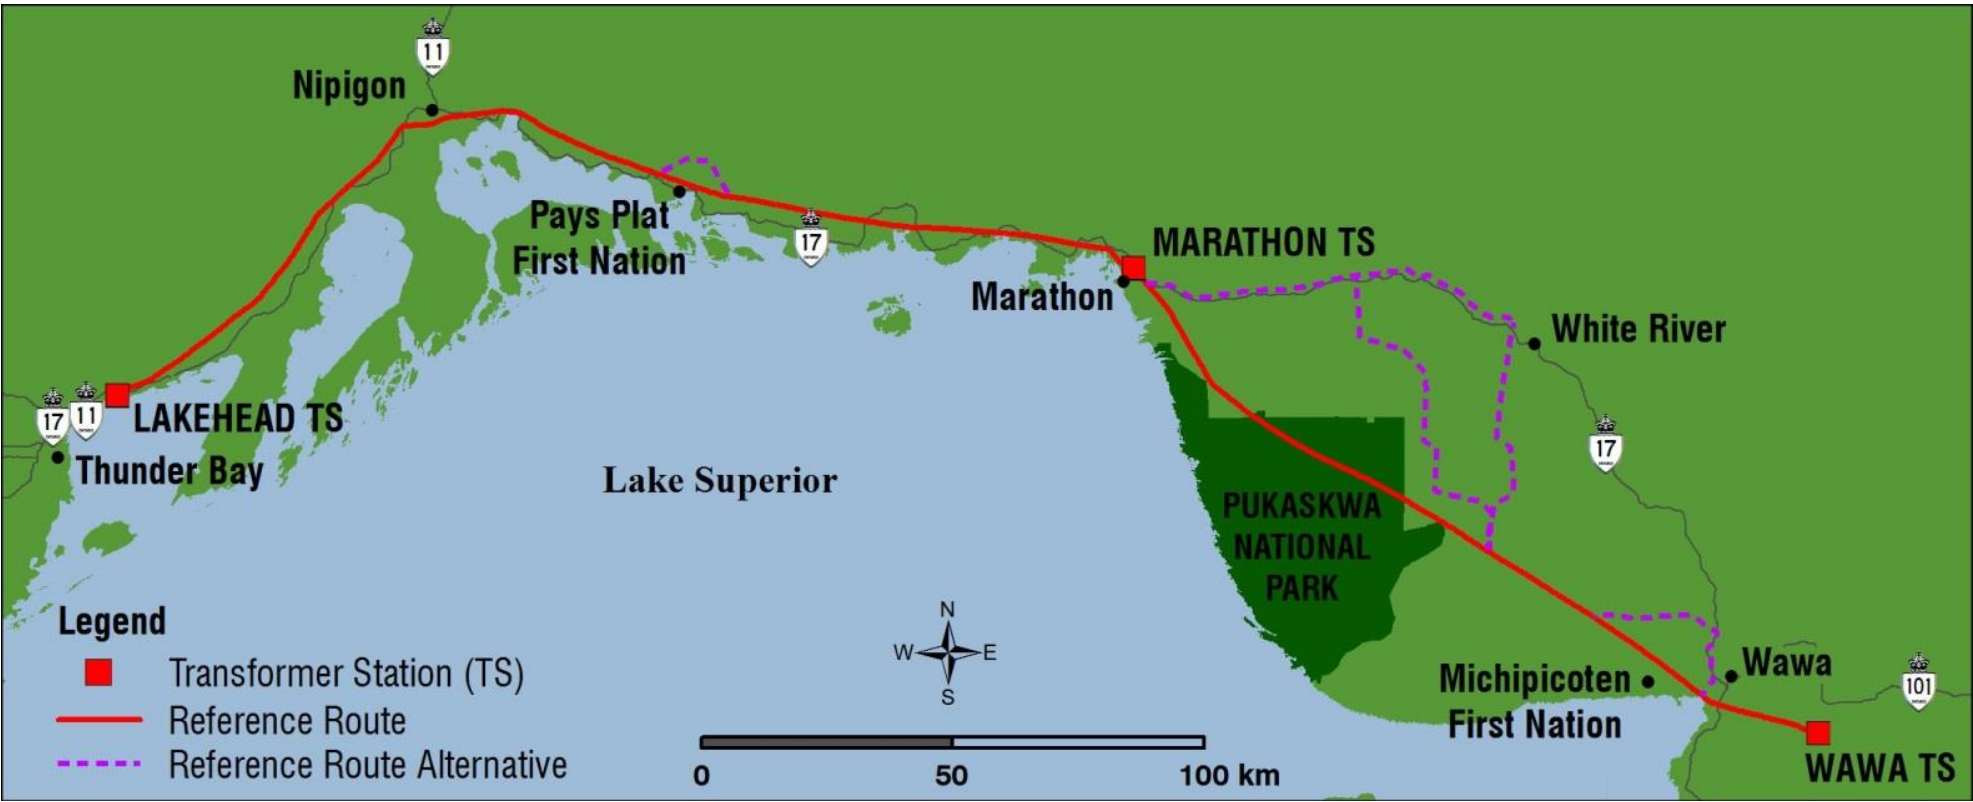 11
Nipigon
Pays Plat
First Nation
17
MARATHON TS
Marathon
White River
17 11
LAKEHEAD TS
Thunder Bay
Lake Superior
17
PUKASKWA
NATIONAL
PARK
Legend
Transformer Station (TS)
Reference Route
Reference Route Alternative
N
W E
S
0 50 100 km
Michipicoten
First Nation
Wawa
101
WAWA TS